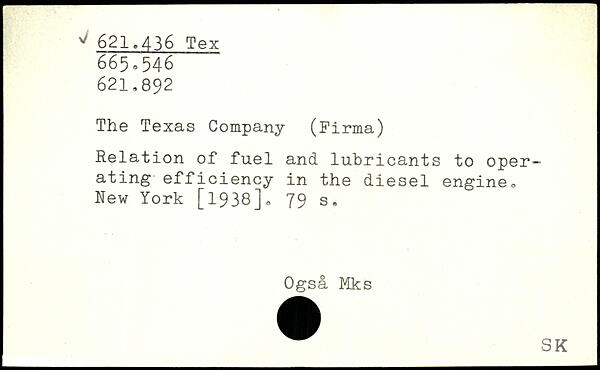 ✓ 621.436 Tex
665.546
621.892
The Texas Company (Firma)
Relation of fuel and lubricants to oper-
ating efficiency in the diesel engine.
New York [1938]. 79 s.
Også Mks
SK